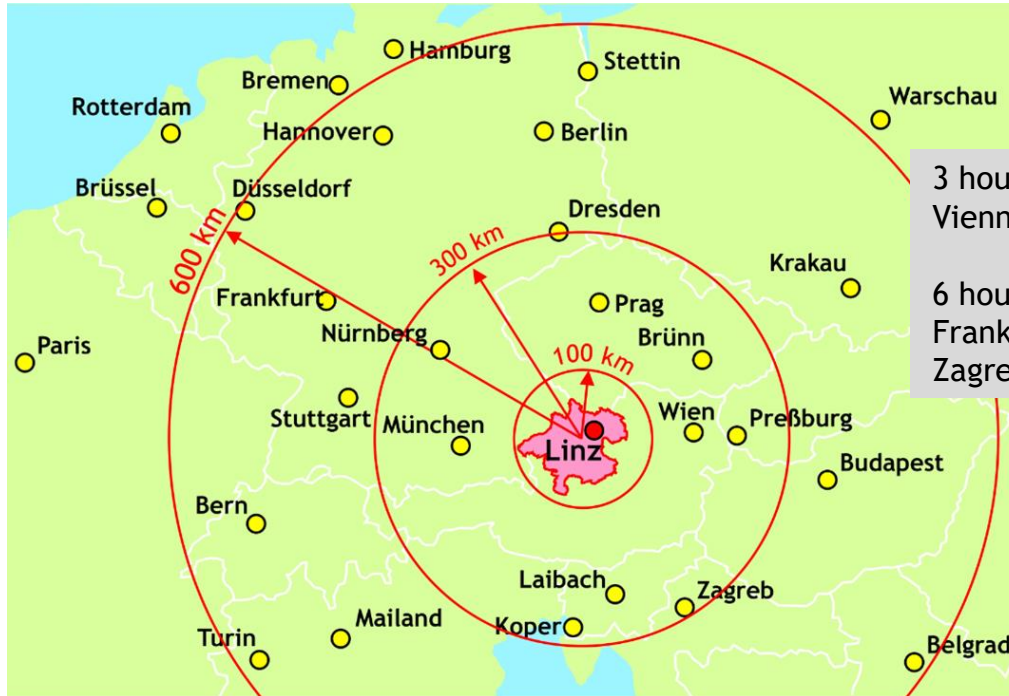 Hamburg
Stettin
Bremen
Warschau
Rotterdam
Hannover
Berlin
Brüssel
Düsseldorf
Dresden
600 km
300 km
Krakau
Frankfurt
Prag
Nürnberg
Brünn
Paris
100 km
Stuttgart
München
Wien
Preßburg
Linz
Budapest
Bern
Laibach
Zagreb
Koper
Mailand
Turin
Belgrad
3 hou
Vienn
6 hou
Frank
Zagre